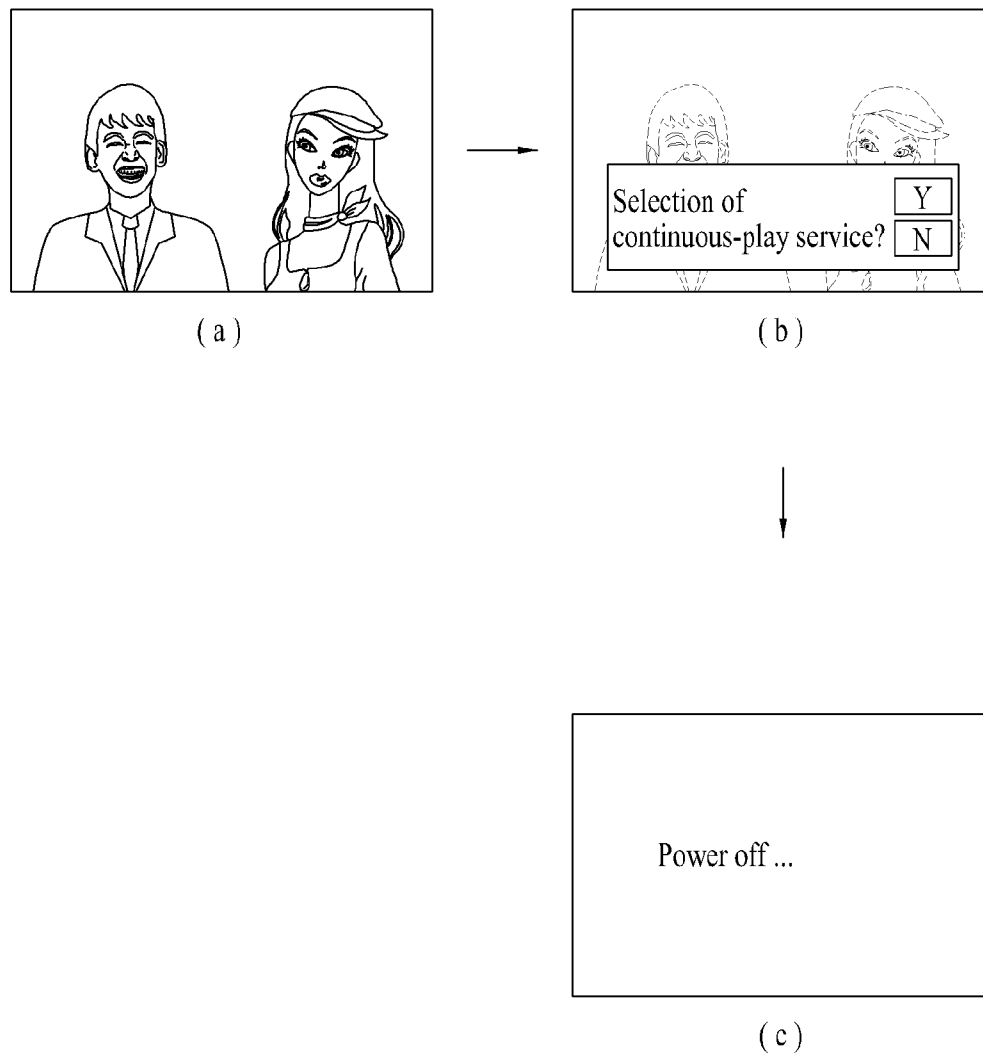 ( a )
Selection of
continuous-play service?
Y
N
( b )
Power off ...
( c )